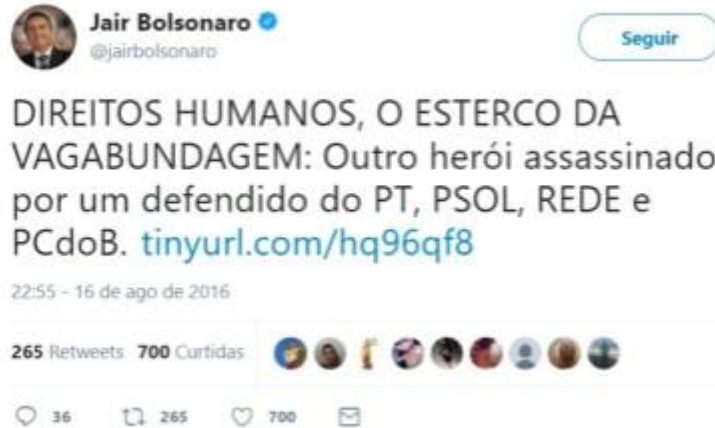 Jair Bolsonaro
@jairbolsonaro
Seguir
DIREITOS HUMANOS, O ESTERCO DA
VAGABUNDAGEM: Outro herói assassinado
por um defendido do PT, PSOL, REDE e
PCdoB. tinyurl.com/hq96qf8
22:55 - 16 de ago de 2016
265 Retweets 700 Curtidas
36 265 700